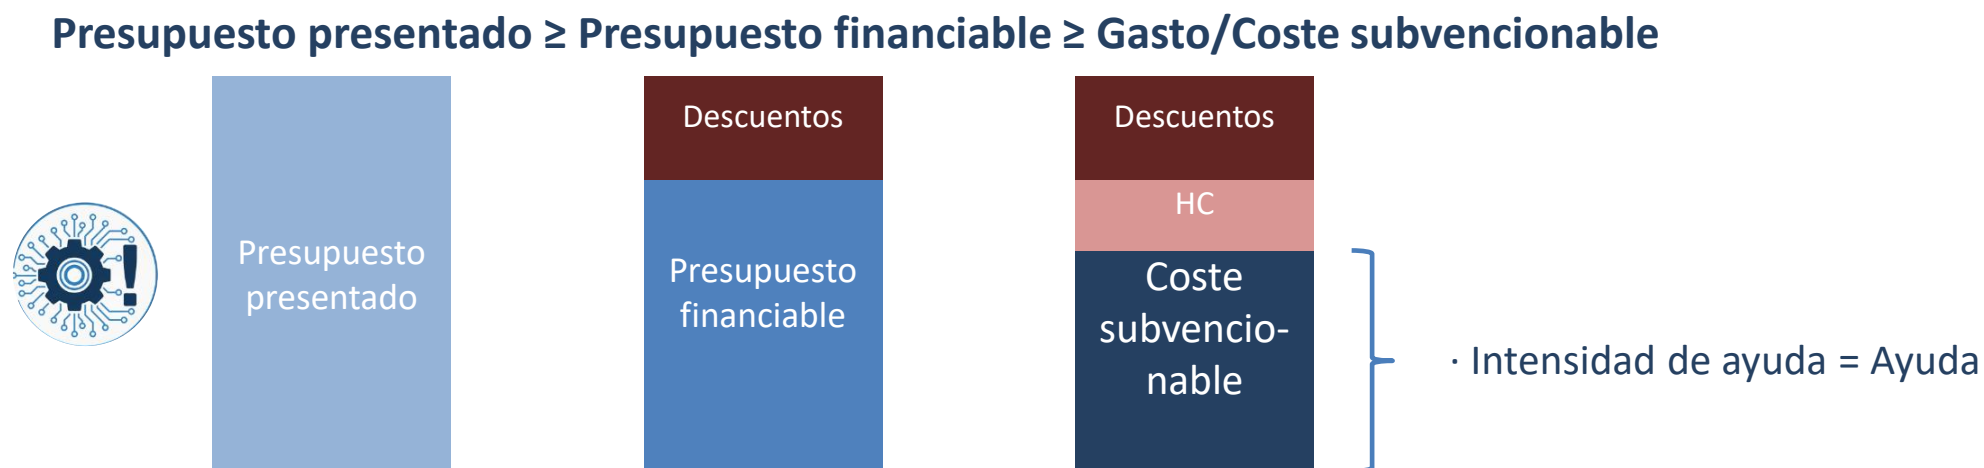 Presupuesto presentado ≥ Presupuesto financiable ≥ Gasto/Coste subvencionable
Presupuesto
presentado
Descuentos
Presupuesto
financiable
Descuentos
HC
Coste
subvencio-
nable
· Intensidad de ayuda = Ayuda